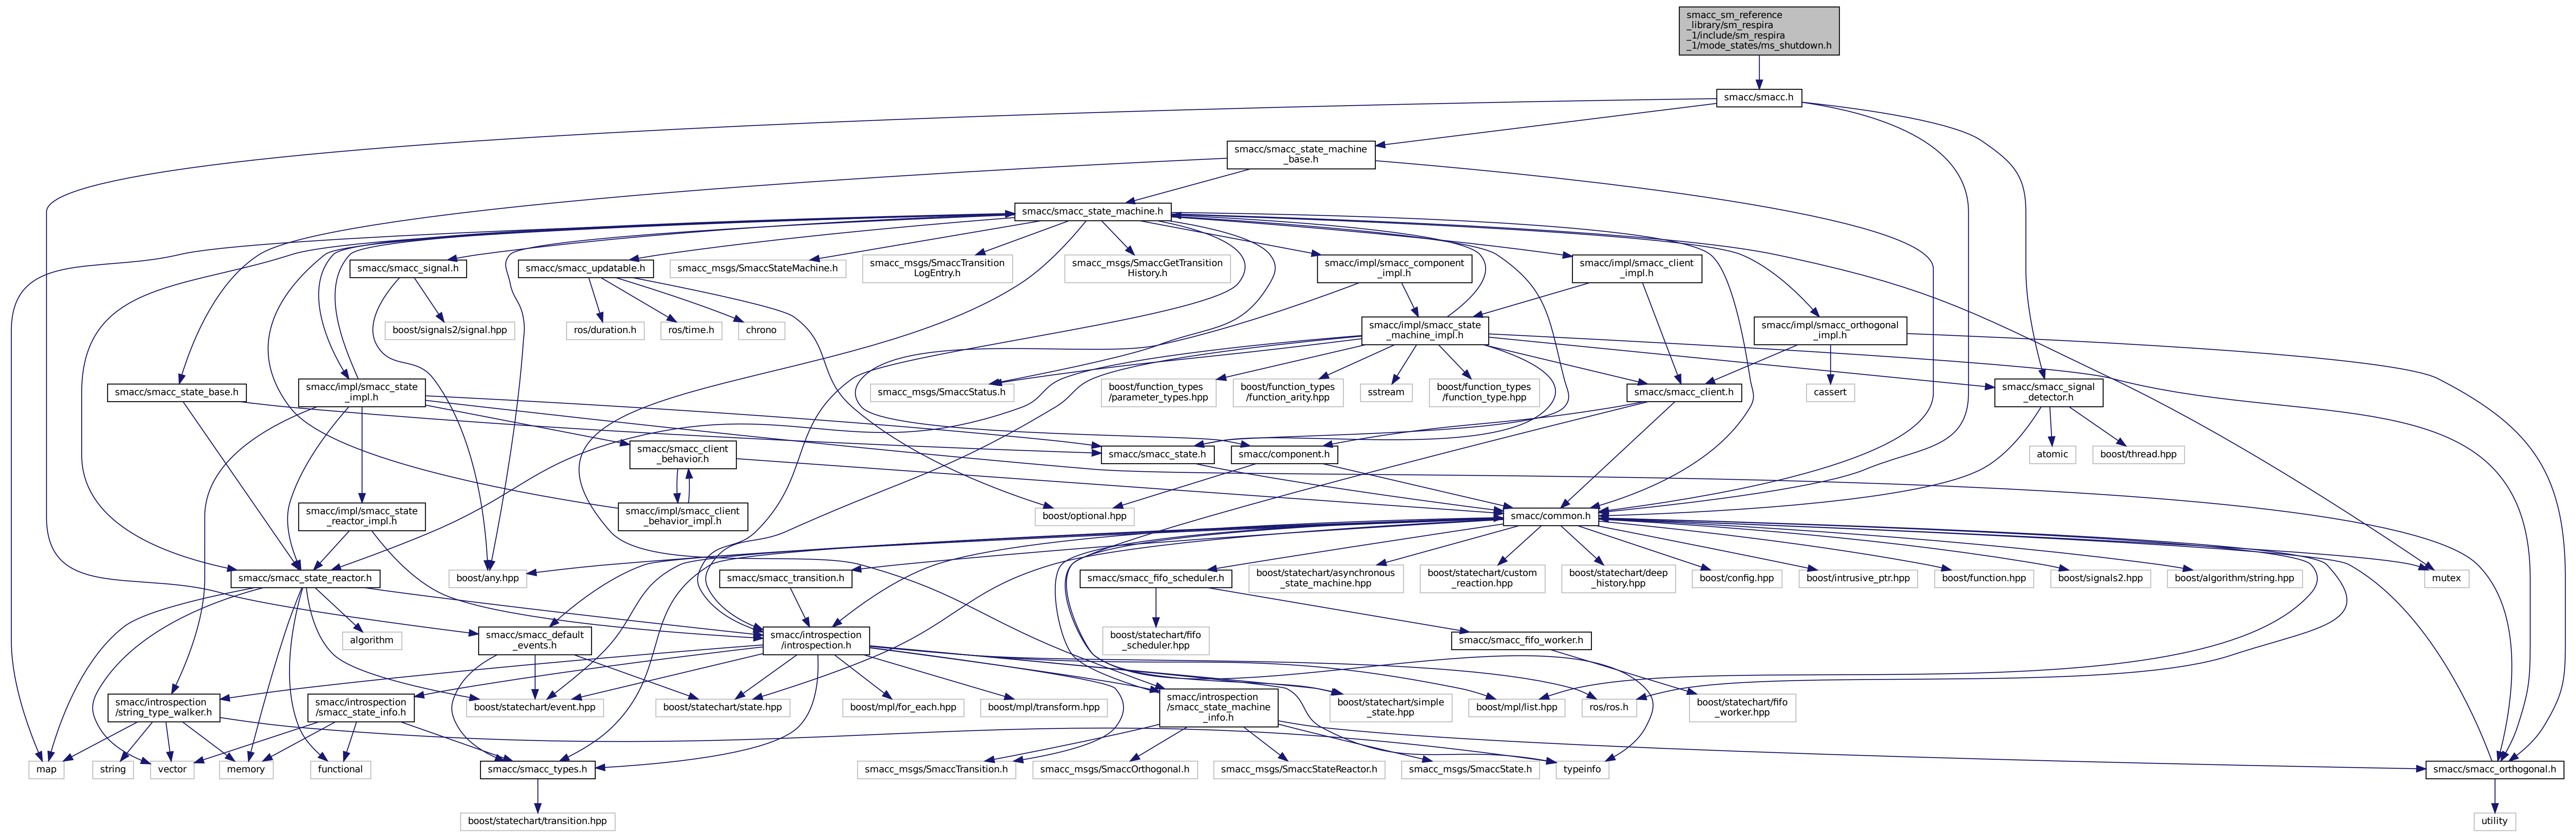 smacc_sm_reference
_library/sm_respira
_1/include/sm_respira
_1/mode_states/ms_shutdown.h
smacc/smacc.h
smacc/smacc_state_machine
_base.h
smacc/smacc_state_machine.h
smacc/smacc_signal.h
smacc/smacc_updatable.h
smacc_msgs/SmaccStateMachine.h
smacc_msgs/SmaccTransition
LogEntry.h
smacc_msgs/SmaccGetTransition
History.h
smacc/impl/smacc_component
_impl.h
smacc/impl/smacc_client
_impl.h
boost/signals2/signal.hpp
ros/duration.h
ros/time.h
chrono
smacc/impl/smacc_state
_machine_impl.h
smacc/impl/smacc_orthogonal
_impl.h
smacc/smacc_state_base.h
smacc/impl/smacc_state
_impl.h
smacc_msgs/SmaccStatus.h
boost/function_types
/parameter_types.hpp
boost/function_types
/function_arity.hpp
sstream
boost/function_types
/function_type.hpp
smacc/smacc_client.h
cassert
smacc/smacc_signal
_detector.h
smacc/smacc_client
_behavior.h
smacc/smacc_state.h
smacc/component.h
atomic
boost/thread.hpp
smacc/impl/smacc_state
_reactor_impl.h
smacc/impl/smacc_client
_behavior_impl.h
boost/optional.hpp
smacc/common.h
smacc/smacc_state_reactor.h
boost/any.hpp
smacc/smacc_transition.h
smacc/smacc_fifo_scheduler.h
boost/statechart/asynchronous
_state_machine.hpp
boost/statechart/custom
_reaction.hpp
boost/statechart/deep
_history.hpp
boost/config.hpp
boost/intrusive_ptr.hpp
boost/function.hpp
boost/signals2.hpp
boost/algorithm/string.hpp
mutex
algorithm
smacc/smacc_default
_events.h
smacc/introspection
/introspection.h
boost/statechart/fifo
_scheduler.hpp
smacc/smacc_fifo_worker.h
smacc/introspection
/string_type_walker.h
smacc/introspection
/smacc_state_info.h
boost/statechart/event.hpp
boost/statechart/state.hpp
boost/mpl/for_each.hpp
boost/mpl/transform.hpp
smacc/introspection
/smacc_state_machine
_info.h
boost/statechart/simple
_state.hpp
boost/mpl/list.hpp
ros/ros.h
boost/statechart/fifo
_worker.hpp
map
string
vector
memory
functional
smacc/smacc_types.h
smacc_msgs/SmaccTransition.h
smacc_msgs/SmaccOrthogonal.h
smacc_msgs/SmaccStateReactor.h
smacc_msgs/SmaccState.h
typeinfo
smacc/smacc_orthogonal.h
boost/statechart/transition.hpp
utility